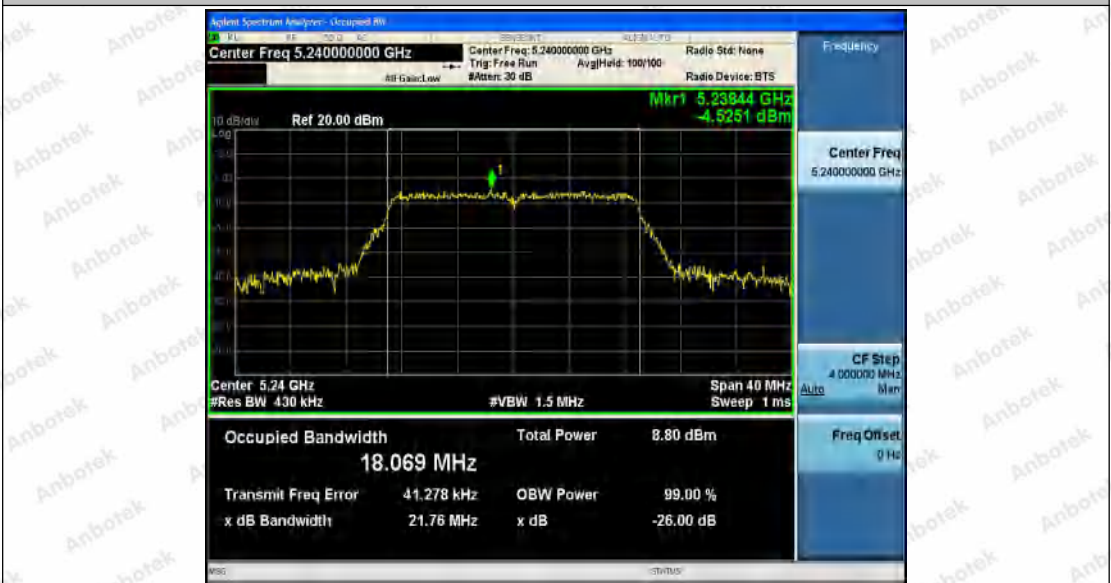 Agilent Spectrum Analyzer - Occupied BW
Center Freq 5.240000000 GHz
Center Freq: 5.240000000 GHz
Radio Std: None
Trig: Free Run Avg|Hold: 100/100
#IFGain:Low #Atten: 30 dB Radio Device: BTS
Mkr1 5.23844 GHz
-4.5251 dBm
10 dB/div Ref 20.00 dBm
Log
1
Center 5.24 GHz Span 40 MHz
#Res BW 430 kHz #VBW 1.5 MHz Sweep 1 ms
Occupied Bandwidth Total Power 8.80 dBm
18.069 MHz
Transmit Freq Error 41.278 kHz OBW Power 99.00 %
x dB Bandwidth 21.76 MHz x dB -26.00 dB
MSG STATUS
Frequency
Center Freq
5.240000000 GHz
CF Step
4.000000 MHz
Auto Man
Freq Offset
0 Hz
Anbotek